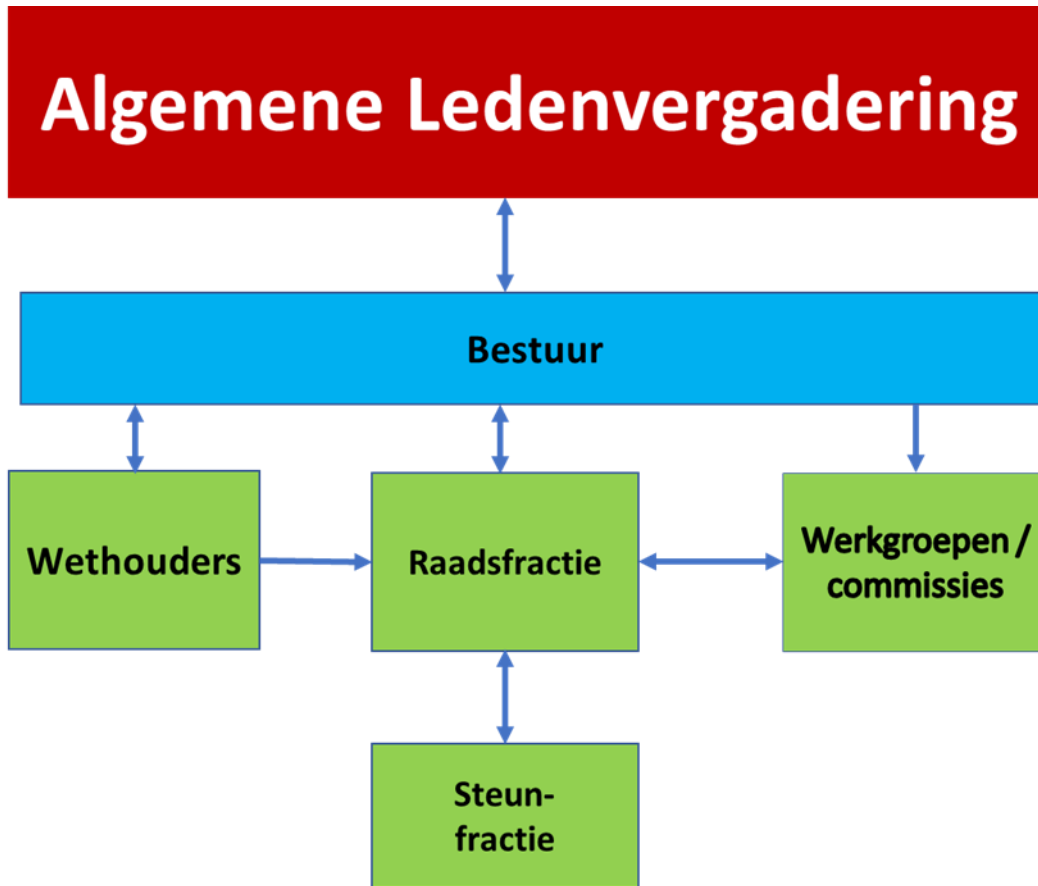 Algemene Ledenvergadering
Bestuur
Wethouders
Raadsfractie
Werkgroepen /
commissies
Steun-
fractie